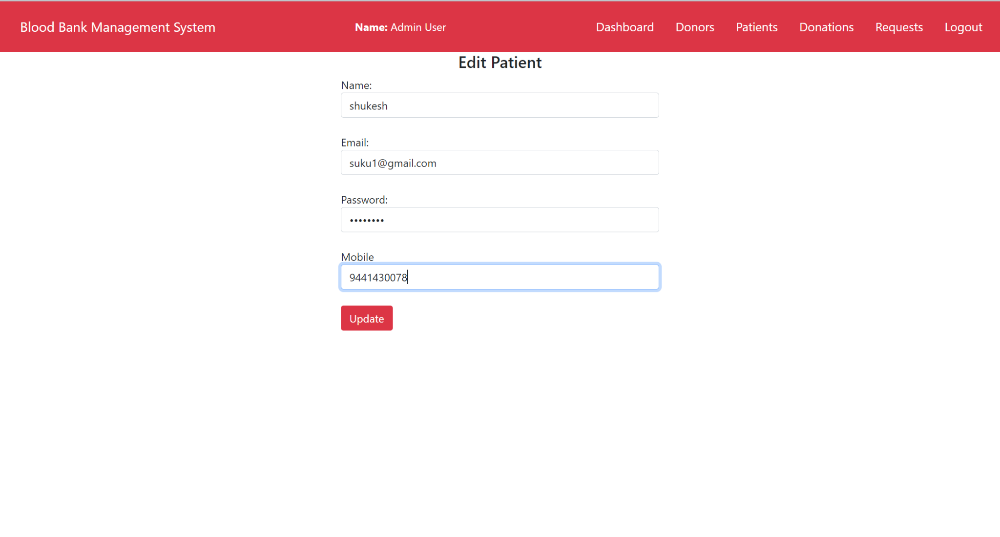 Blood Bank Management System Name: Admin User Dashboard Donors Patients Donations Requests Logout
Edit Patient
Name:
shukesh
Email:
suku1@gmail.com
Password:
••••••••
Mobile
9441430078
Update